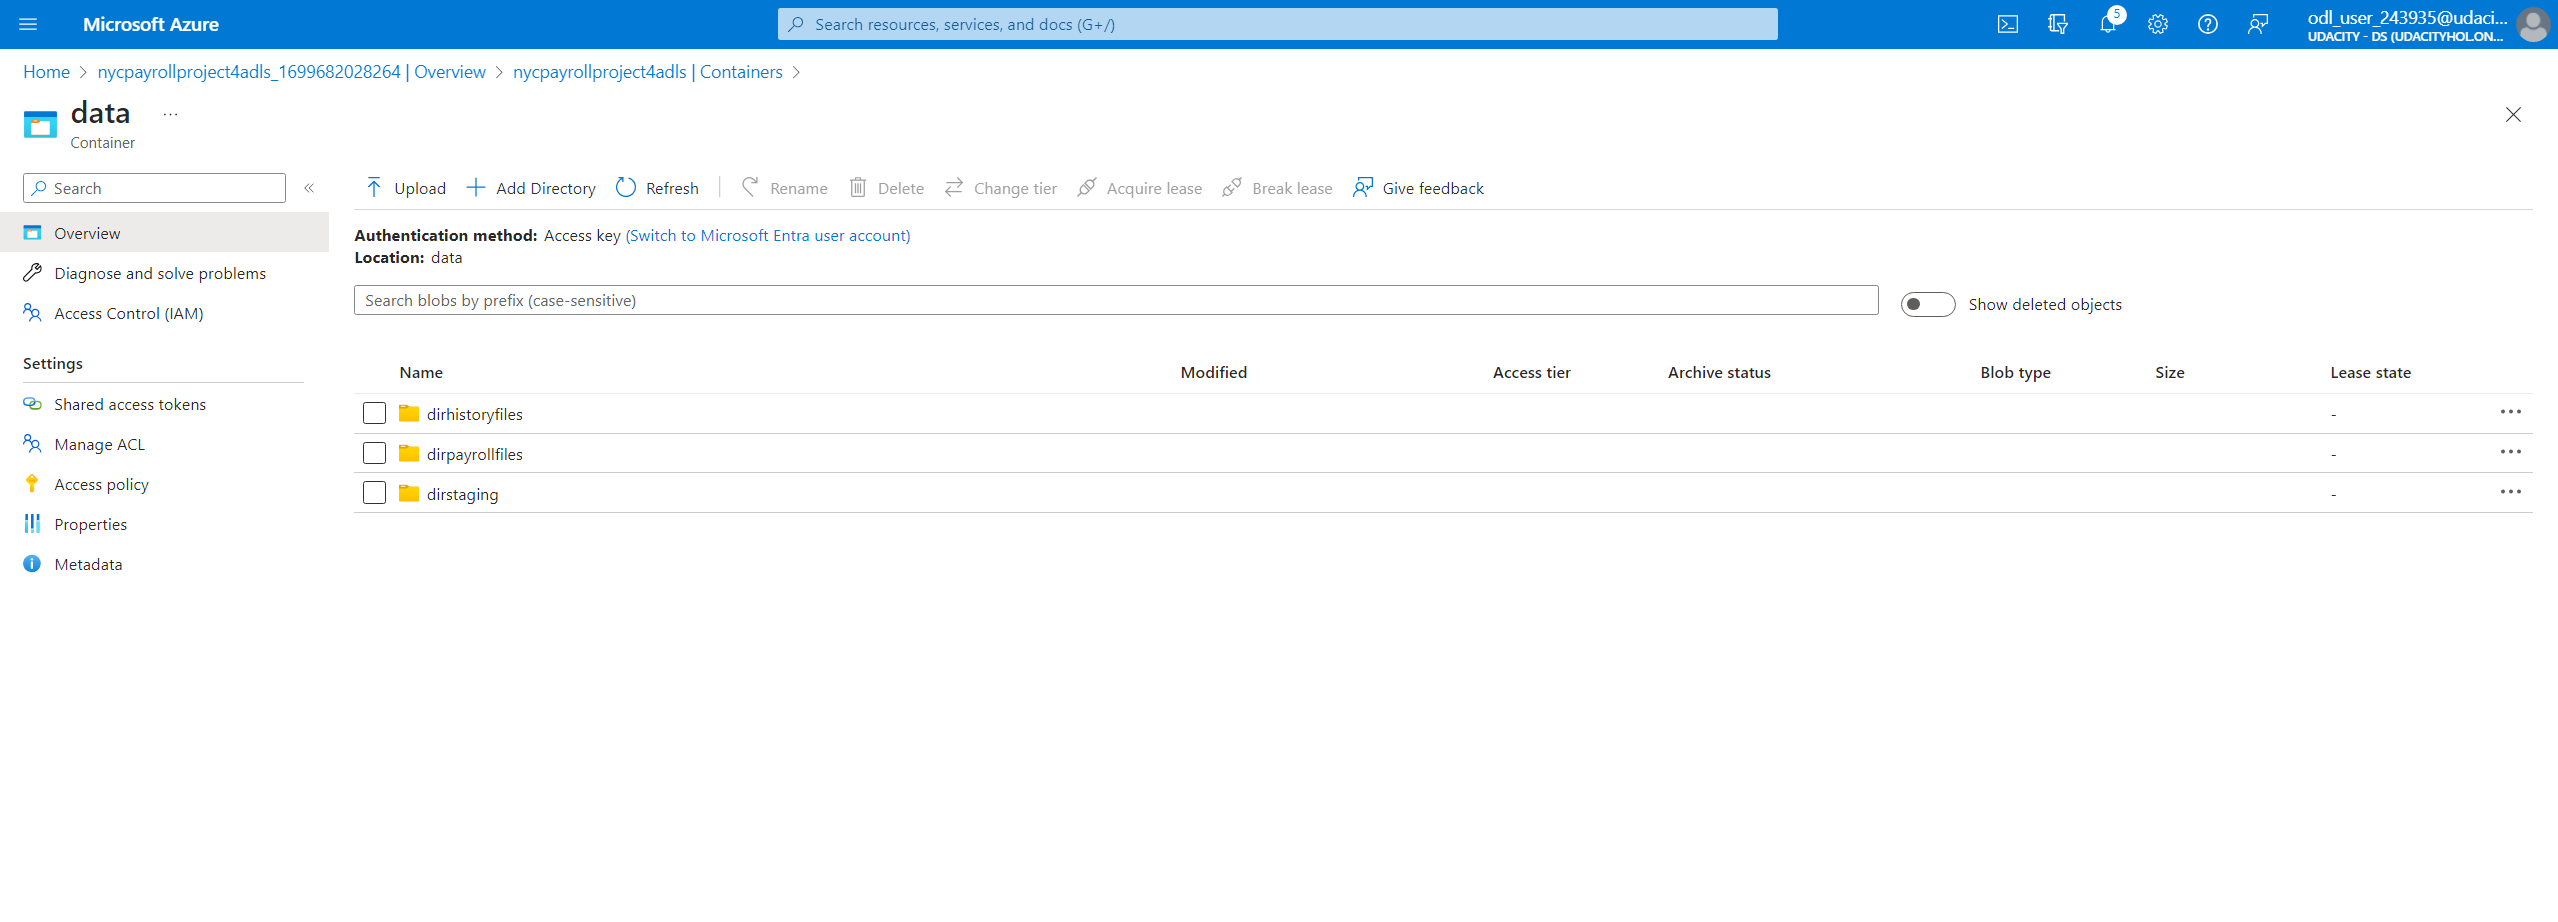 Microsoft Azure
Search resources, services, and docs (G+/)
5
odl_user_243935@udaci...
UDACITY - DS (UDACITYHOL.ON...
Home > nycpayrollproject4adls_1699682028264 | Overview > nycpayrollproject4adls | Containers >
data ...
Container
Search «
Overview
Diagnose and solve problems
Access Control (IAM)
Settings
Shared access tokens
Manage ACL
Access policy
Properties
Metadata
Upload Add Directory Refresh Rename Delete Change tier Acquire lease Break lease Give feedback
Authentication method: Access key (Switch to Microsoft Entra user account)
Location: data
Search blobs by prefix (case-sensitive)
Show deleted objects
Name Modified Access tier Archive status Blob type Size Lease state
dirhistoryfiles - ...
dirpayrollfiles - ...
dirstaging - ...